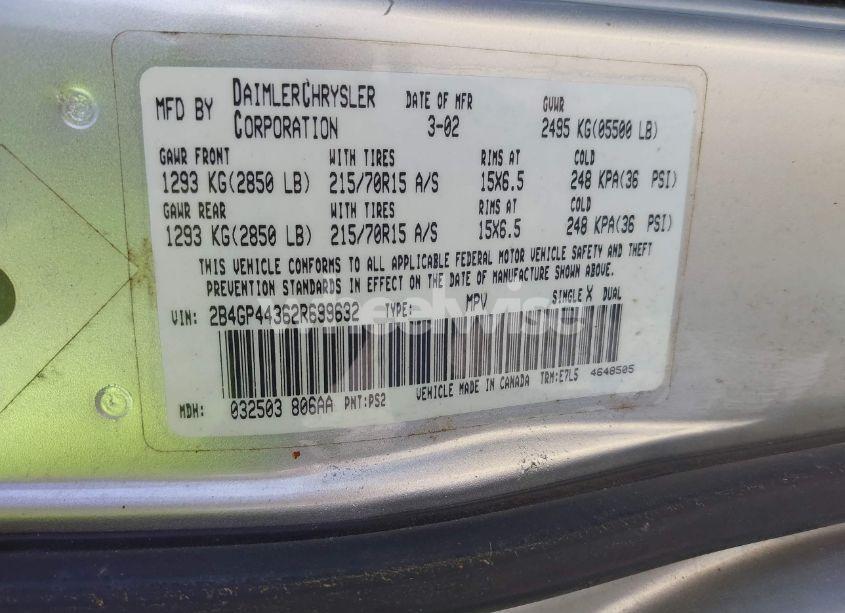 MFD BY DAIMLERCHRYSLER CORPORATION DATE OF MFR 3-02 GVWR 2495 KG(05500 LB)
GAWR FRONT WITH TIRES RIMS AT COLD
1293 KG(2850 LB) 215/70R15 A/S 15X6.5 248 KPA(36 PSI)
GAWR REAR WITH TIRES RIMS AT COLD
1293 KG(2850 LB) 215/70R15 A/S 15X6.5 248 KPA(36 PSI)
THIS VEHICLE CONFORMS TO ALL APPLICABLE FEDERAL MOTOR VEHICLE SAFETY AND THEFT
PREVENTION STANDARDS IN EFFECT ON THE DATE OF MANUFACTURE SHOWN ABOVE.
VIN: 2B4GP44362R699632 TYPE: MPV SINGLE X DUAL
MDH: 032503 806AA PNT:PS2 VEHICLE MADE IN CANADA TRM:E7L5 4648505